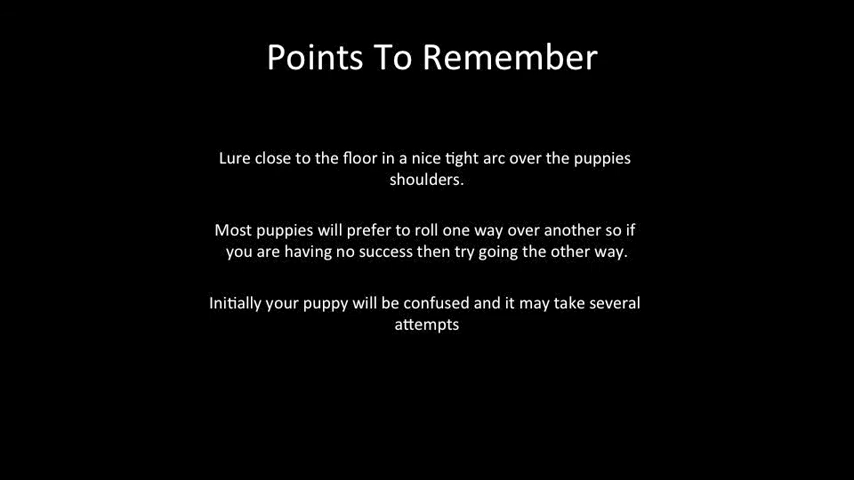 Points To Remember
Lure close to the floor in a nice tight arc over the puppies
shoulders.
Most puppies will prefer to roll one way over another so if
you are having no success then try going the other way.
Initially your puppy will be confused and it may take several
attempts